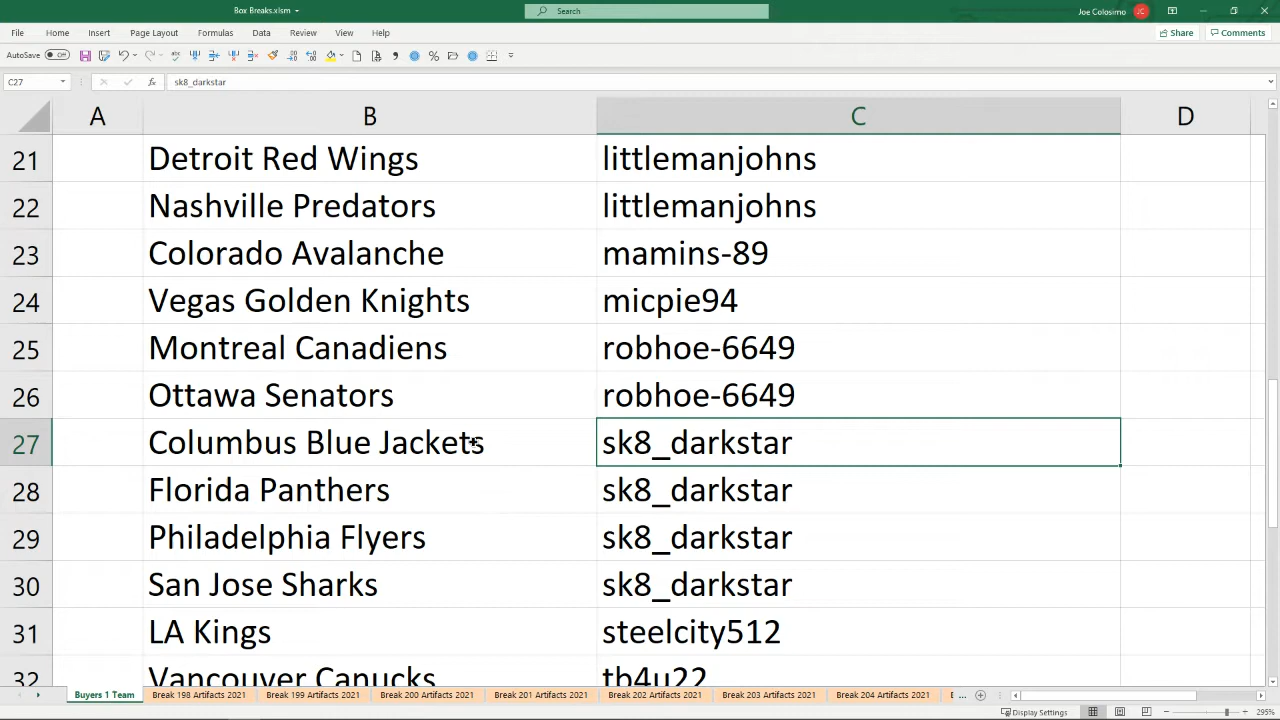 Box Breaks.xlsm
Search
Joe Colosimo
JC
File Home Insert Page Layout Formulas Data Review View Help
Share Comments
AutoSave Off
C27 fx sk8_darkstar
A B C D
21 Detroit Red Wings littlemanjohns
22 Nashville Predators littlemanjohns
23 Colorado Avalanche mamins-89
24 Vegas Golden Knights micpie94
25 Montreal Canadiens robhoe-6649
26 Ottawa Senators robhoe-6649
27 Columbus Blue Jackets sk8_darkstar
28 Florida Panthers sk8_darkstar
29 Philadelphia Flyers sk8_darkstar
30 San Jose Sharks sk8_darkstar
31 LA Kings steelcity512
32 Vancouver Canucks tb4u22
Buyers 1 Team Break 198 Artifacts 2021 Break 199 Artifacts 2021 Break 200 Artifacts 2021 Break 201 Artifacts 2021 Break 202 Artifacts 2021 Break 203 Artifacts 2021 Break 204 Artifacts 2021 ...
Display Settings 295%